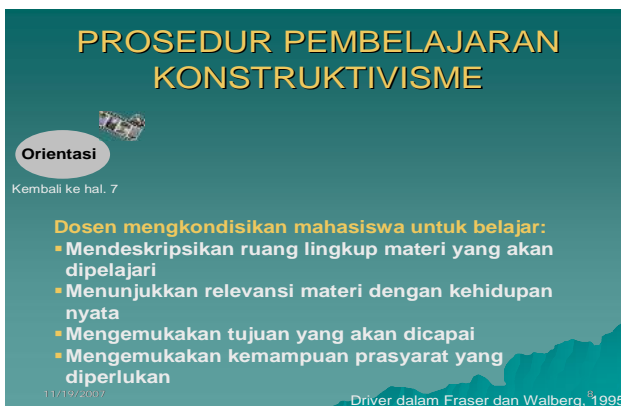 PROSEDUR PEMBELAJARAN
KONSTRUKTIVISME
Orientasi
Kembali ke hal. 7
Dosen mengkondisikan mahasiswa untuk belajar:
▪Mendeskripsikan ruang lingkup materi yang akan
dipelajari
▪Menunjukkan relevansi materi dengan kehidupan
nyata
▪Mengemukakan tujuan yang akan dicapai
▪Mengemukakan kemampuan prasyarat yang
diperlukan
11/19/2007
8
Driver dalam Fraser dan Walberg, 1995